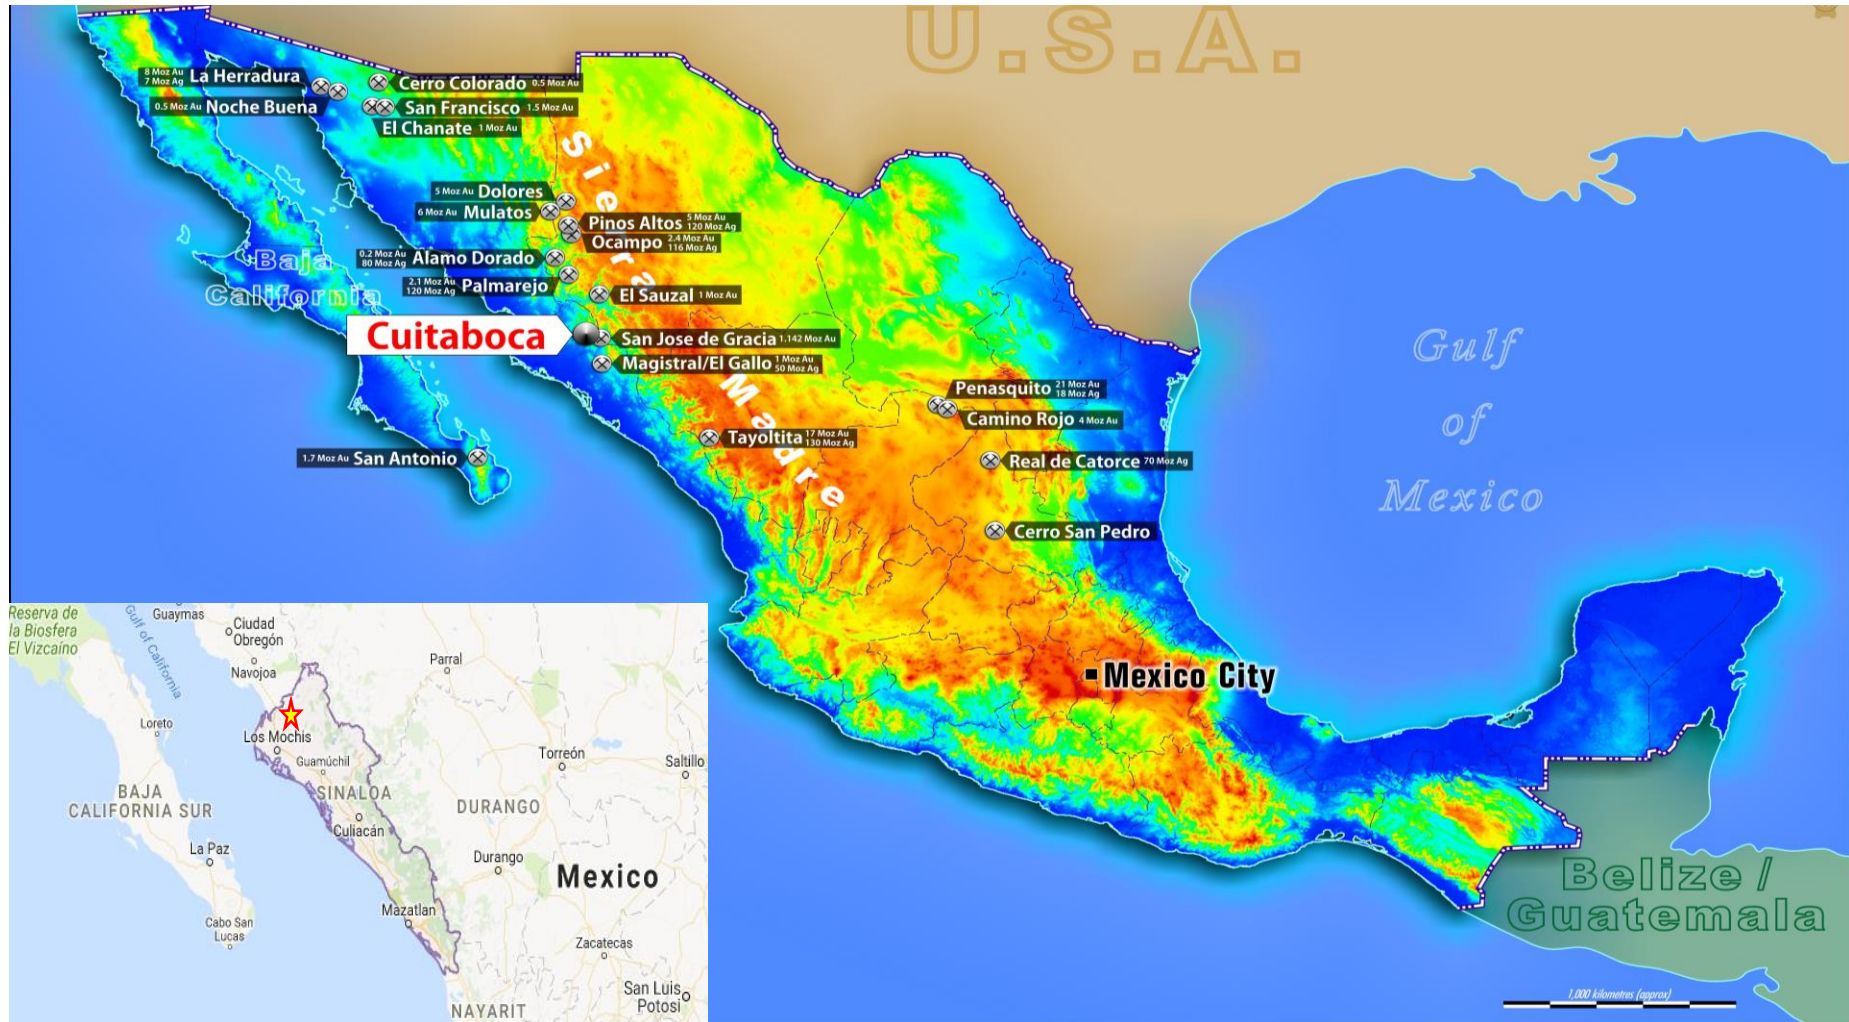 U.S.A.
8 Moz Au
7 Moz Ag
La Herradura
0.5 Moz Au Noche Buena
Cerro Colorado 0.5 Moz Au
San Francisco 1.5 Moz Au
El Chanate 1 Moz Au
Sierra Madre
5 Moz Au Dolores
6 Moz Au Mulatos
Pinos Altos
5 Moz Au
120 Moz Ag
Ocampo
2.4 Moz Au
116 Moz Ag
0.2 Moz Au
80 Moz Ag
Alamo Dorado
2.1 Moz Au
120 Moz Ag
Palmarejo
El Sauzal 1 Moz Au
Baja
California
Cuitaboca
San Jose de Gracia 1.142 Moz Au
Magistral/El Gallo
1 Moz Au
50 Moz Ag
Penasquito
21 Moz Au
18 Moz Ag
Camino Rojo 4 Moz Au
Tayoltita
17 Moz Au
130 Moz Ag
1.7 Moz Au San Antonio
Real de Catorce 70 Moz Ag
Cerro San Pedro
Gulf
of
Mexico
Mexico City
Belize /
Guatemala
1,000 kilometres (approx)
Reserva de
la Biosfera
El Vizcaíno
Gulf of California
Guaymas
Ciudad
Obregón
Navojoa
Parral
Loreto
Los Mochis
Guamúchil
Torreón
Saltillo
BAJA
CALIFORNIA SUR
SINALOA
DURANGO
Culiacán
La Paz
Durango
Mexico
Mazatlan
Cabo San
Lucas
Zacatecas
San Luis
Potosi
NAYARIT